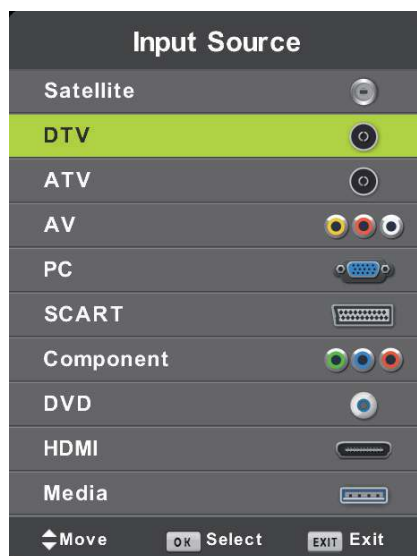 Input Source
Satellite
DTV
ATV
AV
PC
SCART
Component
DVD
HDMI
Media
Move OK Select EXIT Exit